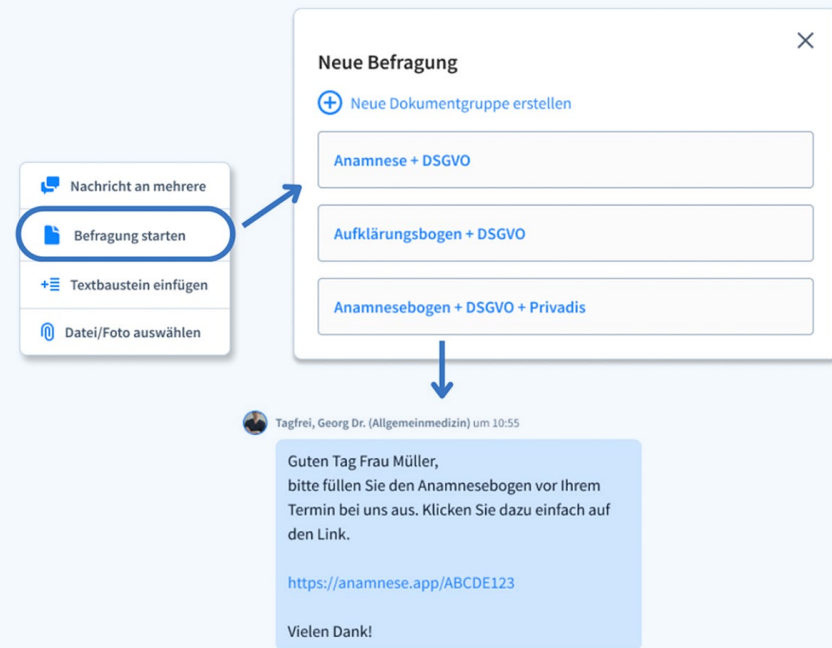 Neue Befragung
Neue Dokumentgruppe erstellen
Anamnese + DSGVO
Aufklärungsbogen + DSGVO
Anamnesebogen + DSGVO + Privadis
Nachricht an mehrere
Befragung starten
Textbaustein einfügen
Datei/Foto auswählen
Tagfrei, Georg Dr. (Allgemeinmedizin) um 10:55
Guten Tag Frau Müller,
bitte füllen Sie den Anamnesebogen vor Ihrem
Termin bei uns aus. Klicken Sie dazu einfach auf
den Link.
https://anamnese.app/ABCDE123
Vielen Dank!